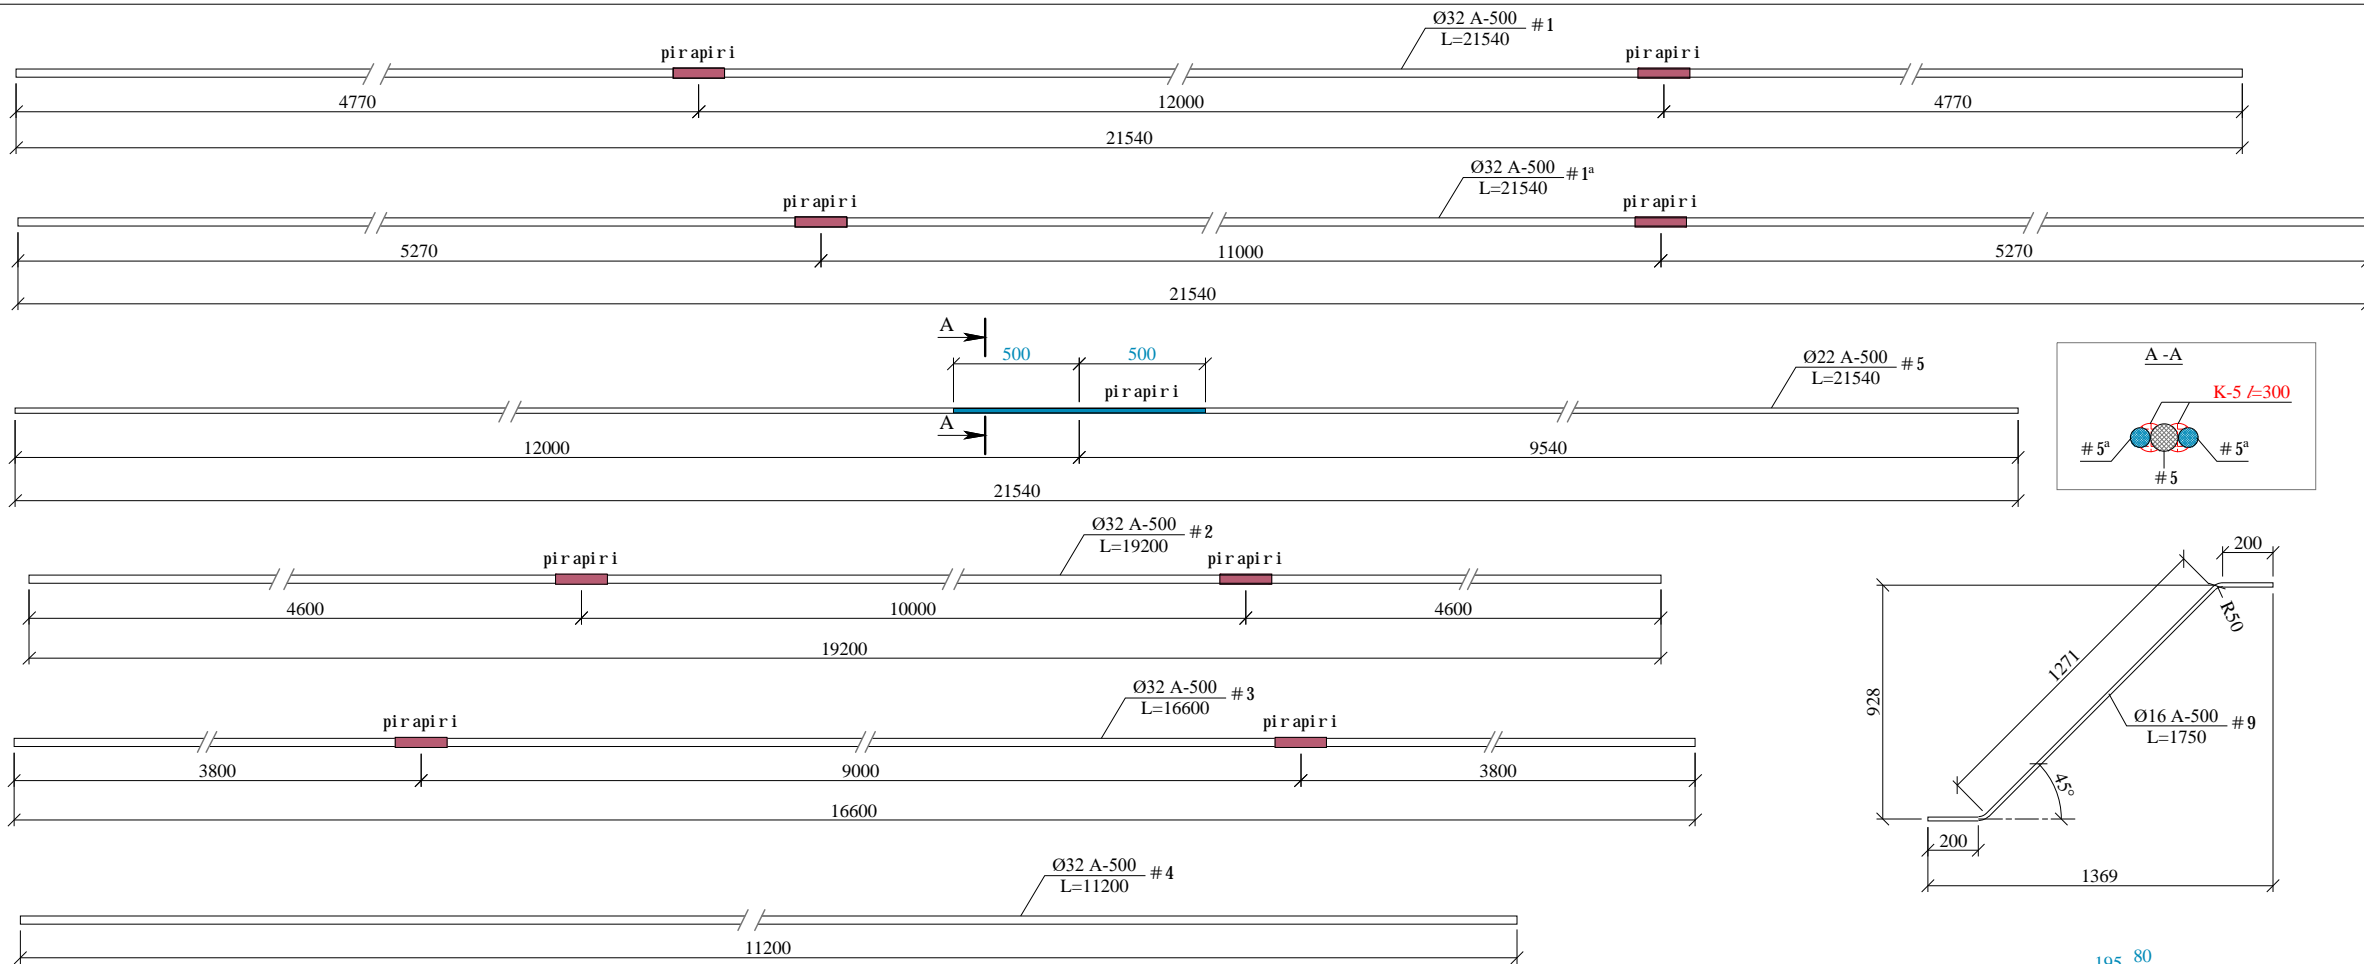 Ø32 A-500 #1
L=21540
pirapiri pirapiri
4770 12000 4770
21540
Ø32 A-500 #1ª
L=21540
pirapiri pirapiri
5270 11000 5270
21540
A
500 500
pirapiri
Ø22 A-500 #5
L=21540
A
12000 9540
21540
A-A
K-5 l=300
#5ª #5ª
#5
Ø32 A-500 #2
L=19200
pirapiri pirapiri
4600 10000 4600
19200
Ø32 A-500 #3
L=16600
pirapiri pirapiri
3800 9000 3800
16600
200
R50
1271
928
Ø16 A-500 #9
L=1750
45°
200
1369
Ø32 A-500 #4
L=11200
11200
195 80